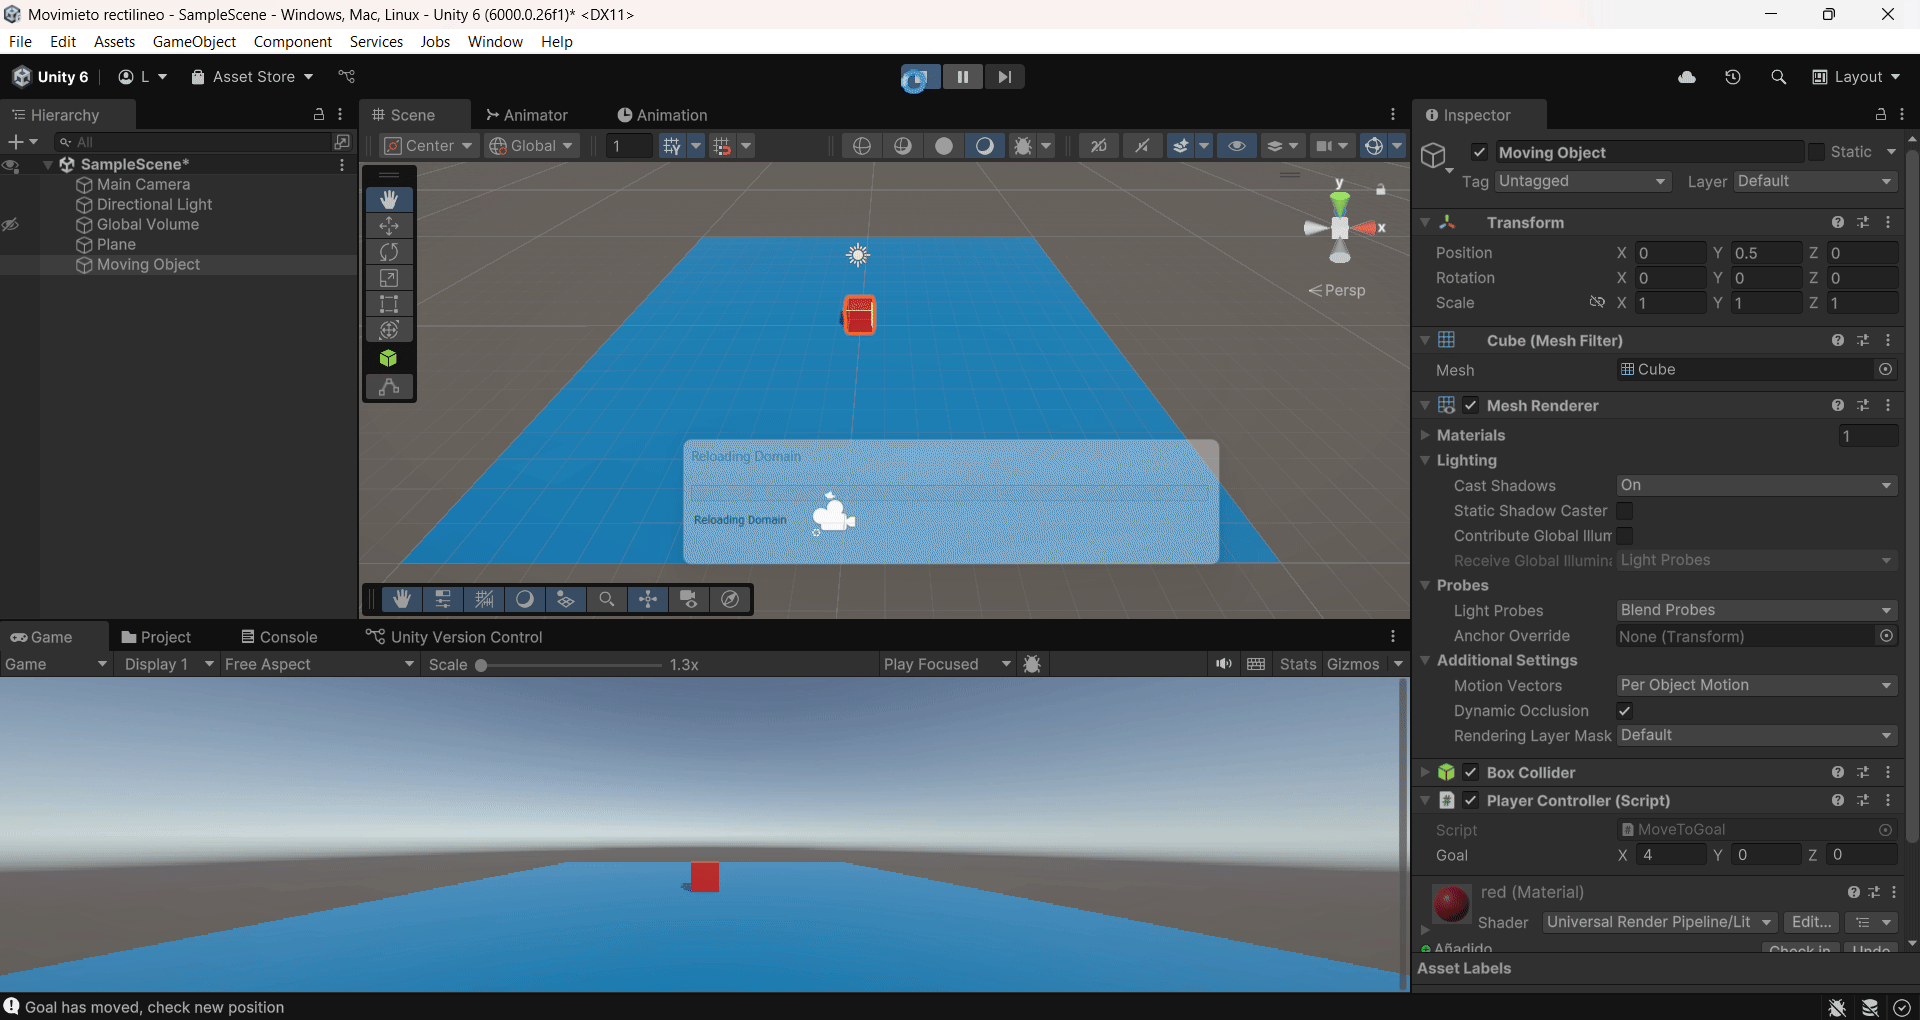 Movimieto rectilineo - SampleScene - Windows, Mac, Linux - Unity 6 (6000.0.26f1)* <DX11>
File Edit Assets GameObject Component Services Jobs Window Help
Unity 6 L Asset Store Layout
Hierarchy
All
SampleScene*
Main Camera
Directional Light
Global Volume
Plane
Moving Object
Scene Animator Animation
Center Global 1 2D
y
x
Persp
Reloading Domain
Reloading Domain
Game Project Console Unity Version Control
Game Display 1 Free Aspect Scale 1.3x Play Focused Stats Gizmos
Inspector
Moving Object Static
Tag Untagged Layer Default
Transform
Position X 0 Y 0.5 Z 0
Rotation X 0 Y 0 Z 0
Scale X 1 Y 1 Z 1
Cube (Mesh Filter)
Mesh Cube
Mesh Renderer
Materials 1
Lighting
Cast Shadows On
Static Shadow Caster
Contribute Global Illum
Receive Global Illumina Light Probes
Probes
Light Probes Blend Probes
Anchor Override None (Transform)
Additional Settings
Motion Vectors Per Object Motion
Dynamic Occlusion
Rendering Layer Mask Default
Box Collider
Player Controller (Script)
Script MoveToGoal
Goal X 4 Y 0 Z 0
red (Material)
Shader Universal Render Pipeline/Lit Edit...
Añadido Check in Undo
Asset Labels
Goal has moved, check new position